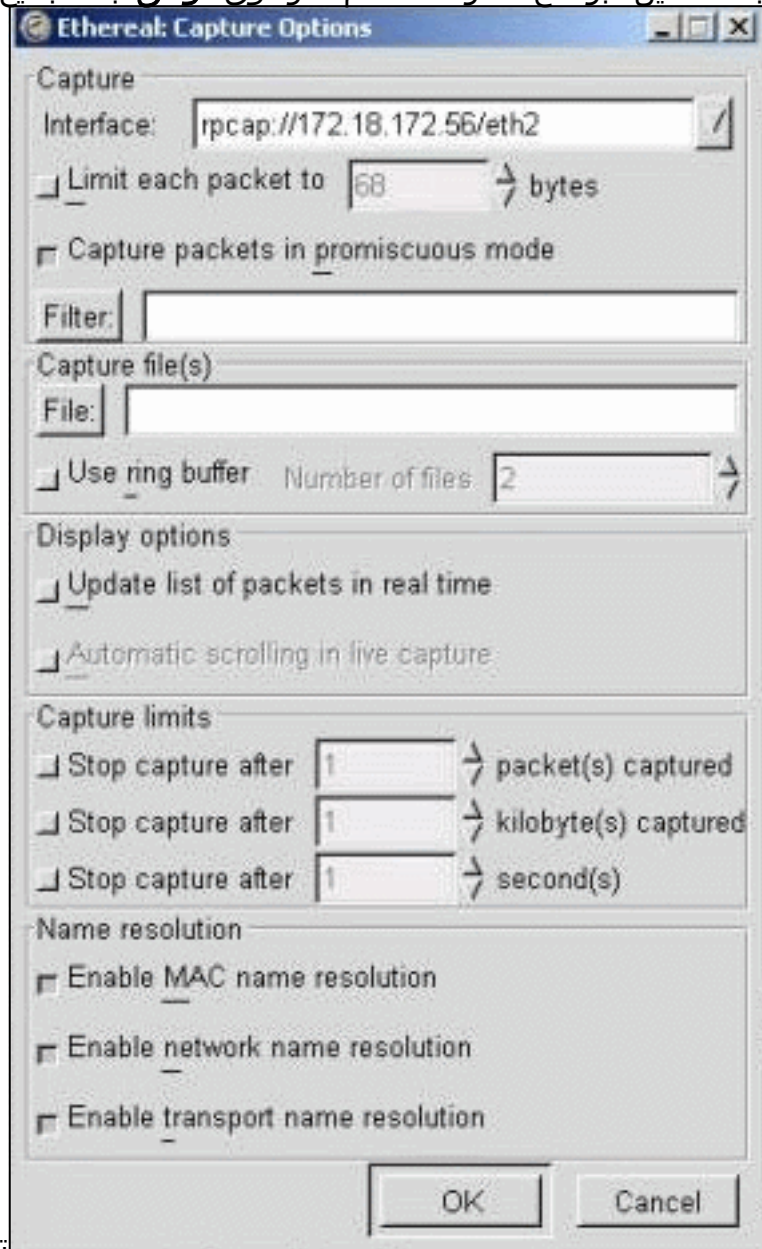 Ethereal: Capture Options
Capture
Interface: rpcap://172.18.172.56/eth2
Limit each packet to 68 bytes
Capture packets in promiscuous mode
Filter:
Capture file(s)
File:
Use ring buffer Number of files 2
Display options
Update list of packets in real time
Automatic scrolling in live capture
Capture limits
Stop capture after 1 packet(s) captured
Stop capture after 1 kilobyte(s) captured
Stop capture after 1 second(s)
Name resolution
Enable MAC name resolution
Enable network name resolution
Enable transport name resolution
OK Cancel